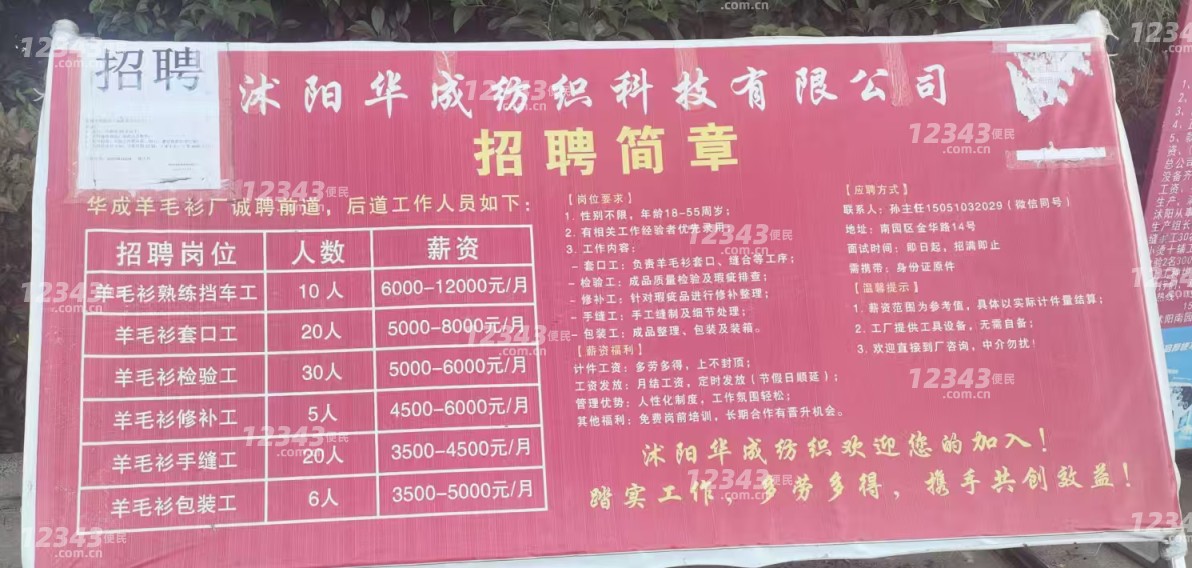 招聘
沭阳华成纺织科技有限公司
招聘简章
华成羊毛衫厂诚聘前道，后道工作人员如下：
招聘岗位 人数 薪资
羊毛衫熟练挡车工 10人 6000-12000元/月
羊毛衫套口工 20人 5000-8000元/月
羊毛衫检验工 30人 5000-6000元/月
羊毛衫修补工 5人 4500-6000元/月
羊毛衫手缝工 20人 3500-4500元/月
羊毛衫包装工 6人 3500-5000元/月
【岗位要求】
1. 性别不限，年龄18-55周岁；
2. 有相关工作经验者优先录用
3. 工作内容：
- 套口工：负责羊毛衫套口、缝合等工序；
- 检验工：成品质量检验及瑕疵排查；
- 修补工：针对瑕疵品进行修补整理；
- 手缝工：手工缝制及细节处理；
- 包装工：成品整理、包装及装箱。
【薪资福利】
计件工资：多劳多得，上不封顶；
工资发放：月结工资，定时发放（节假日顺延）；
管理优势：人性化制度，工作氛围轻松；
其他福利：免费岗前培训，长期合作有晋升机会。
【应聘方式】
联系人：孙主任15051032029（微信同号）
地址：南园区金华路14号
面试时间：即日起，招满即止
需携带：身份证原件
【温馨提示】
1. 薪资范围为参考值，具体以实际计件量结算；
2. 工厂提供工具设备，无需自备；
3. 欢迎直接到厂咨询，中介勿扰！
沭阳华成纺织欢迎您的加入！
踏实工作，多劳多得，携手共创效益！
12343便民
.com.cn